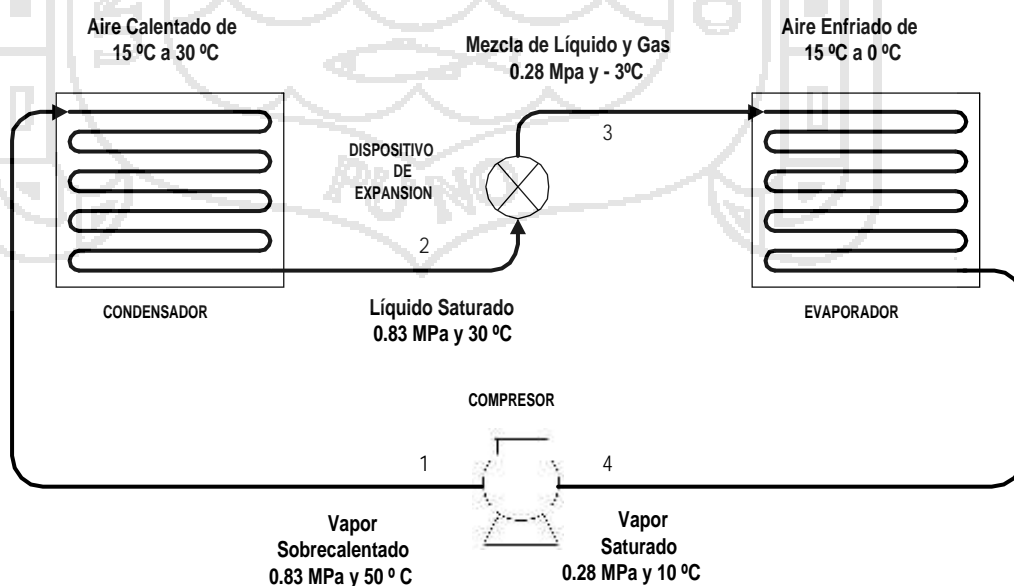 Aire Calentado de
15 ºC a 30 ºC
Mezcla de Líquido y Gas
0.28 Mpa y - 3ºC
Aire Enfriado de
15 ºC a 0 ºC
3
DISPOSITIVO
DE
EXPANSION
2
CONDENSADOR
Líquido Saturado
0.83 MPa y 30 ºC
EVAPORADOR
COMPRESOR
1
4
Vapor
Sobrecalentado
0.83 MPa y 50 º C
Vapor
Saturado
0.28 MPa y 10 ºC